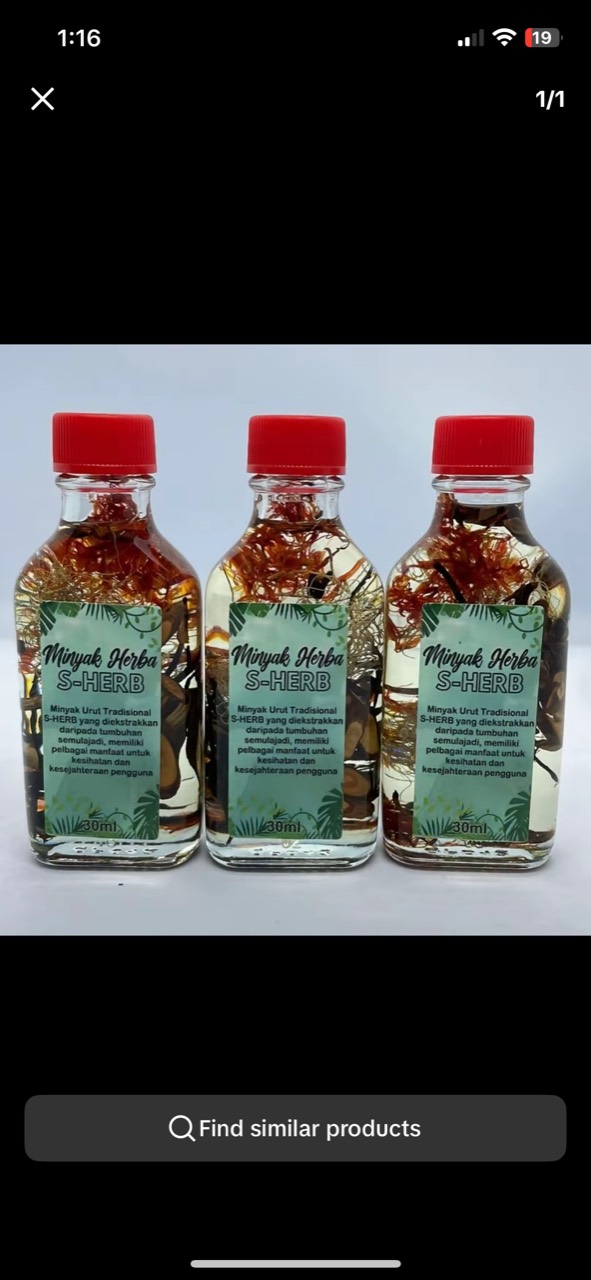 1:16
19
1/1
Minyak Herba
S-HERB
Minyak Urut Tradisional
S-HERB yang diekstrakkan
daripada tumbuhan
semulajadi, memiliki
pelbagai manfaat untuk
kesihatan dan
kesejahteraan pengguna
30ml
Minyak Herba
S-HERB
Minyak Urut Tradisional
S-HERB yang diekstrakkan
daripada tumbuhan
semulajadi, memiliki
pelbagai manfaat untuk
kesihatan dan
kesejahteraan pengguna
30ml
Minyak Herba
S-HERB
Minyak Urut Tradisional
S-HERB yang diekstrakkan
daripada tumbuhan
semulajadi, memiliki
pelbagai manfaat untuk
kesihatan dan
kesejahteraan pengguna
30ml
Find similar products